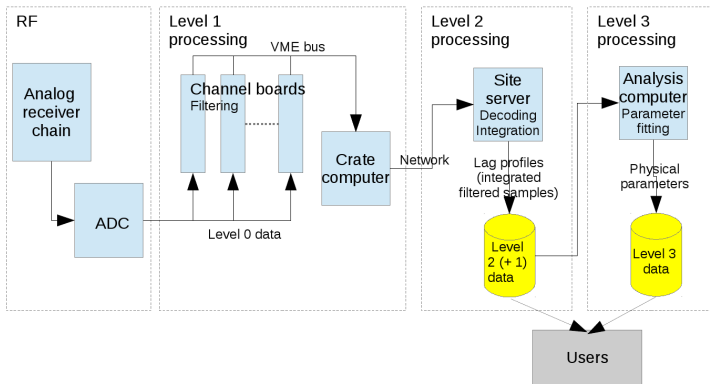 RF
Level 1
processing
Level 2
processing
Level 3
processing
VME bus
Analog
receiver
chain
ADC
Channel boards
Filtering
Level 0 data
Crate
computer
Network
Site
server
Decoding
Integration
Lag profiles
(integrated
filtered samples)
Level
2 (+ 1)
data
Analysis
computer
Parameter
fitting
Physical
parameters
Level 3
data
Users